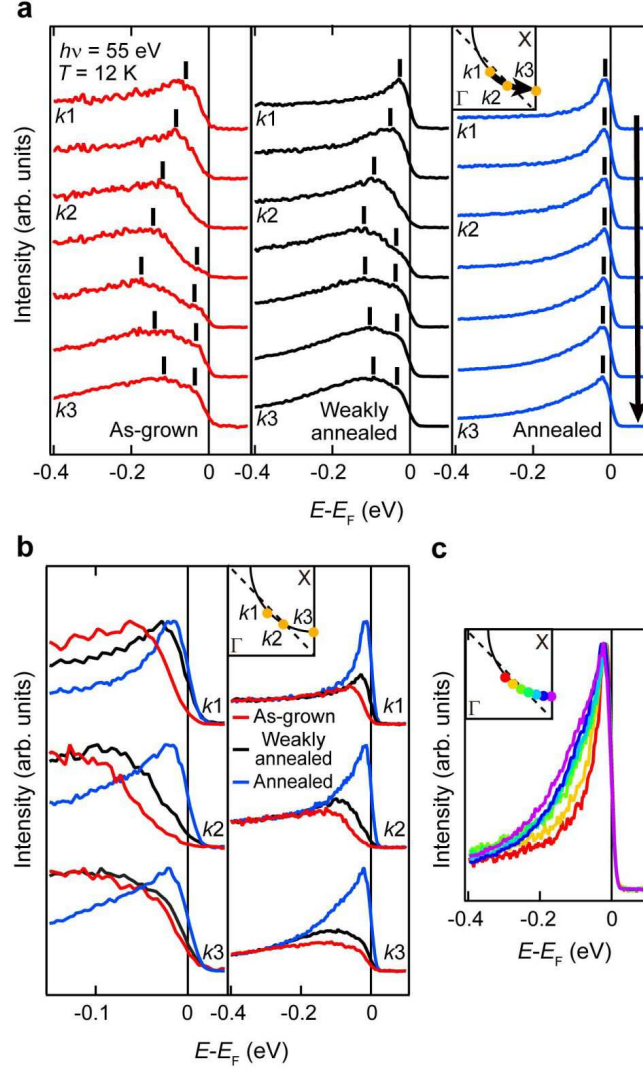 a
hν = 55 eV
T = 12 K
k1
k2
k3
As-grown
k1
k2
k3
Weakly
annealed
X
k1
k3
Γ
k2
k1
k2
k3
Annealed
Intensity (arb. units)
-0.4 -0.2 0 -0.4 -0.2 0 -0.4 -0.2 0
E-EF (eV)
b
k1
k2
k3
X
k1
k3
Γ
k2
k1
As-grown
Weakly
annealed
Annealed
k2
k3
Intensity (arb. units)
-0.1 0 -0.4 -0.2 0
E-EF (eV)
c
X
Γ
Intensity (arb. units)
-0.4 -0.2 0
E-EF (eV)